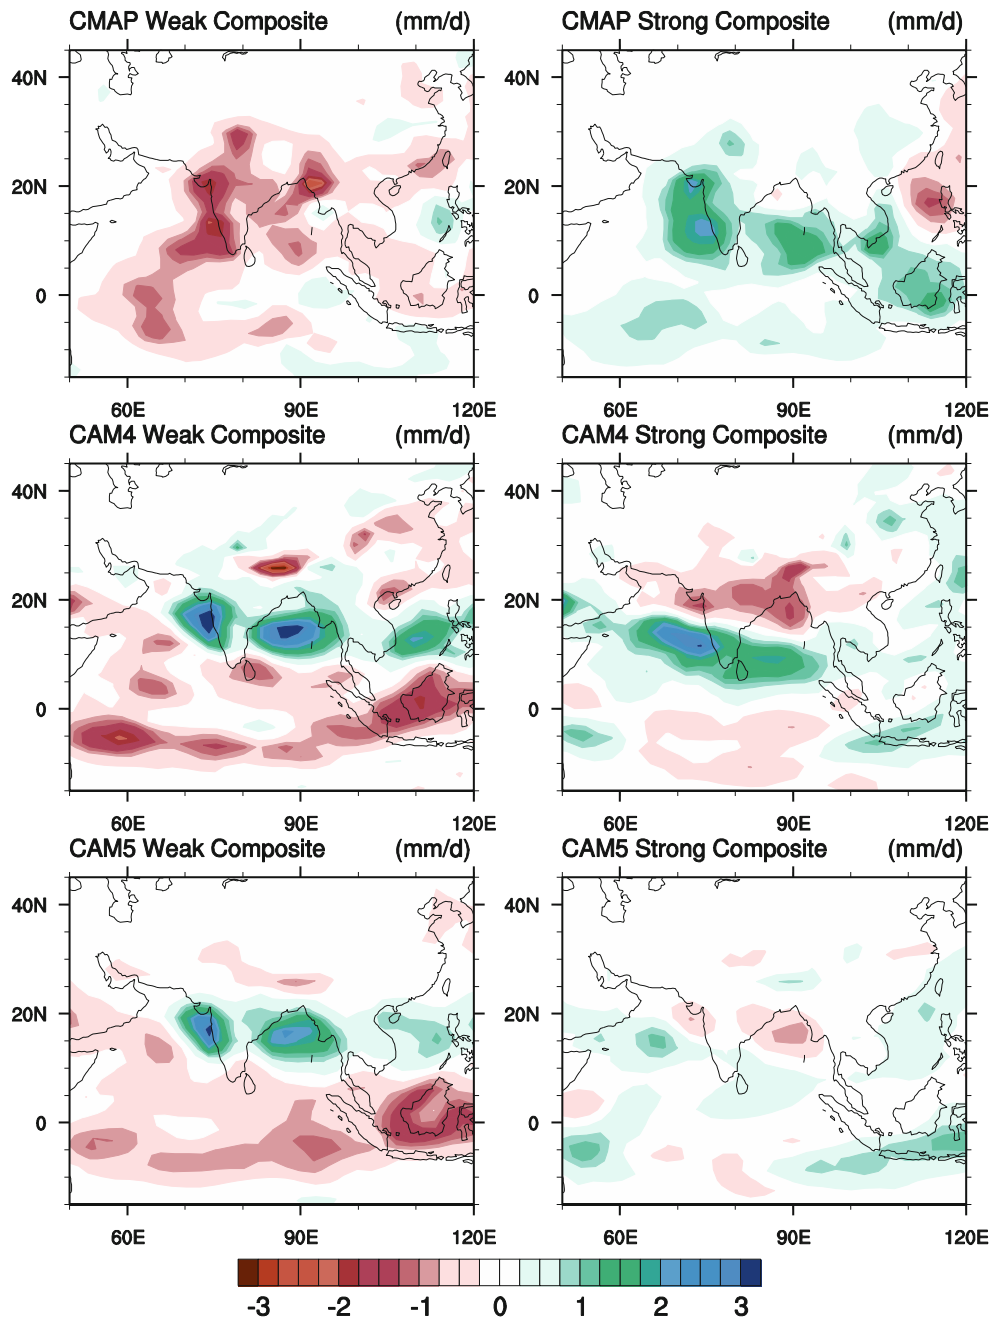 CMAP Weak Composite (mm/d) CMAP Strong Composite (mm/d)
40N 40N
20N 20N
0 0
60E 90E 120E 60E 90E 120E
CAM4 Weak Composite (mm/d) CAM4 Strong Composite (mm/d)
40N 40N
20N 20N
0 0
60E 90E 120E 60E 90E 120E
CAM5 Weak Composite (mm/d) CAM5 Strong Composite (mm/d)
40N 40N
20N 20N
0 0
60E 90E 120E 60E 90E 120E
-3 -2 -1 0 1 2 3